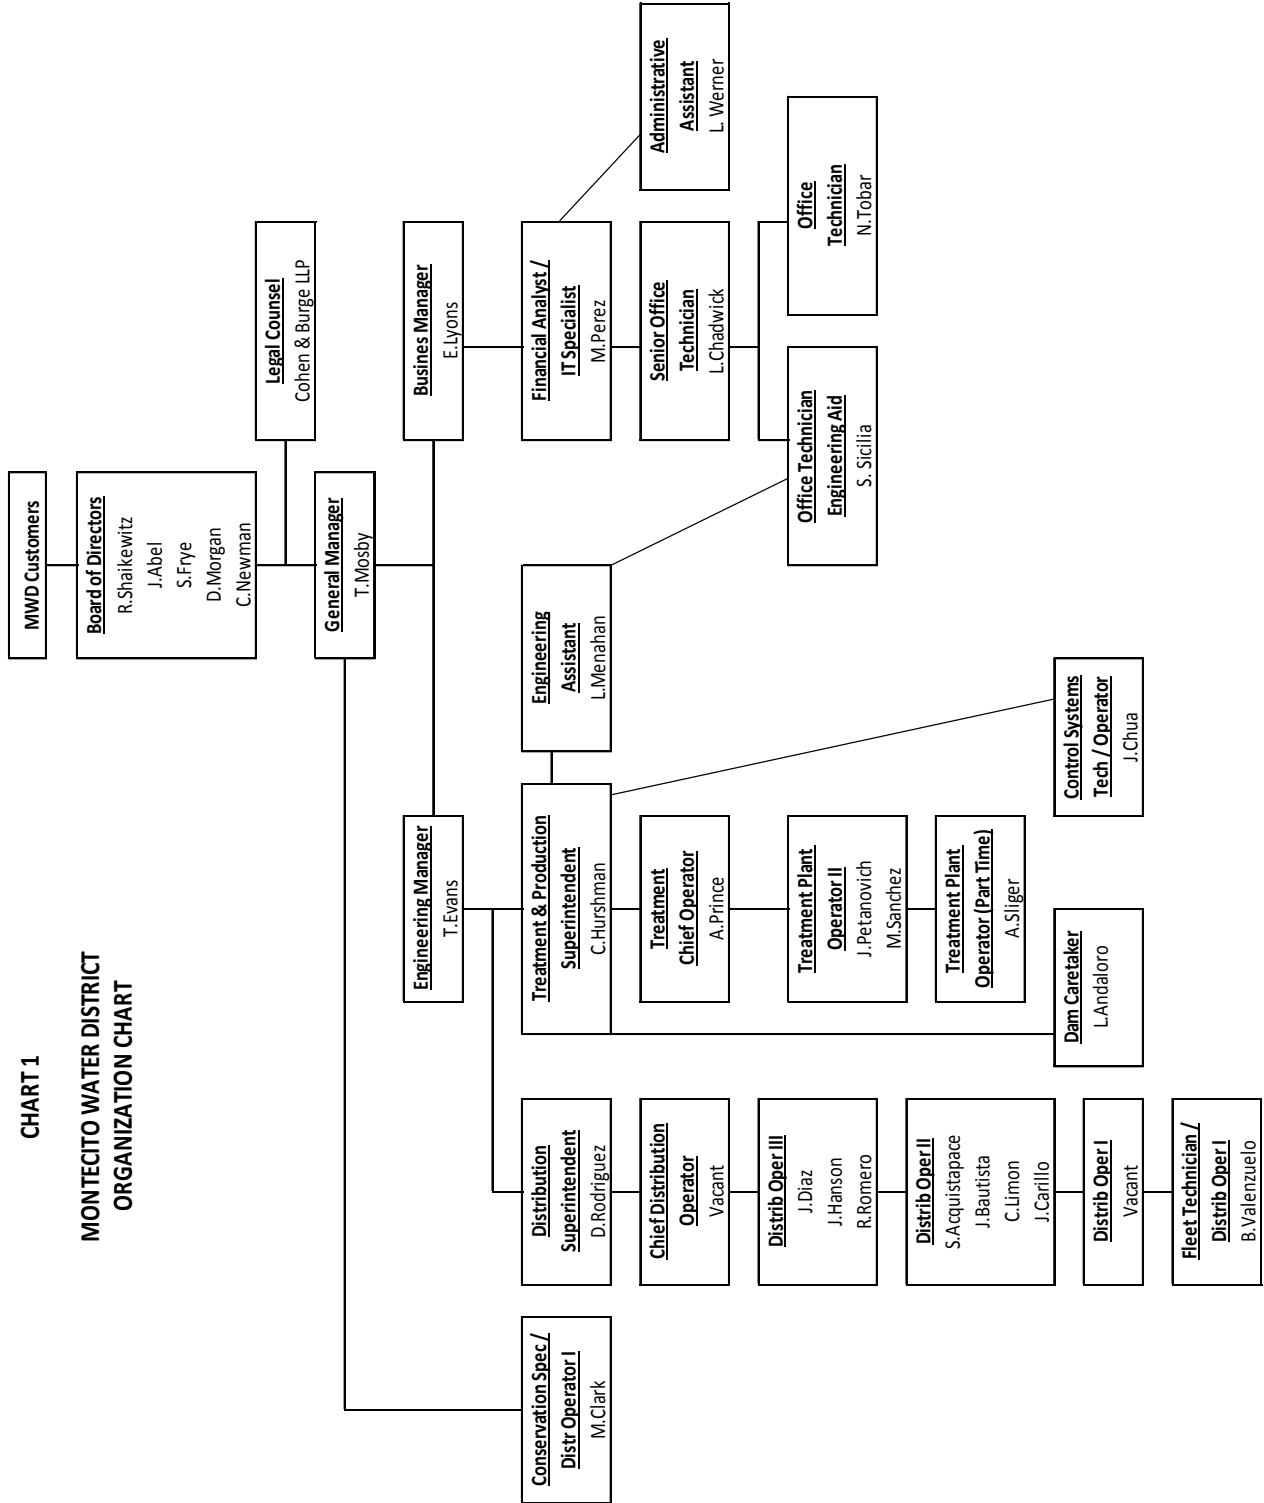 CHART 1
MONTECITO WATER DISTRICT
ORGANIZATION CHART
MWD Customers
Board of Directors
R.Shaikewitz
J.Abel
S.Frye
D.Morgan
C.Newman
Legal Counsel
Cohen & Burge LLP
General Manager
T.Mosby
Engineering Manager
T.Evans
Busines Manager
E.Lyons
Conservation Spec /
Distr Operator I
M.Clark
Distribution
Superintendent
D.Rodriguez
Treatment & Production
Superintendent
C.Hurshman
Engineering
Assistant
L.Menahan
Financial Analyst /
IT Specialist
M.Perez
Chief Distribution
Operator
Vacant
Treatment
Chief Operator
A.Prince
Senior Office
Technician
L.Chadwick
Administrative
Assistant
L. Werner
Distrib Oper III
J.Diaz
J.Hanson
R.Romero
Treatment Plant
Operator II
J.Petanovich
M.Sanchez
Office Technician
Engineering Aid
S. Sicilia
Office
Technician
N.Tobar
Distrib Oper II
S.Acquistapace
J.Bautista
C.Limon
J.Carillo
Treatment Plant
Operator (Part Time)
A.Sliger
Distrib Oper I
Vacant
Dam Caretaker
L.Andaloro
Control Systems
Tech / Operator
J.Chua
Fleet Technician /
Distrib Oper I
B.Valenzuelo